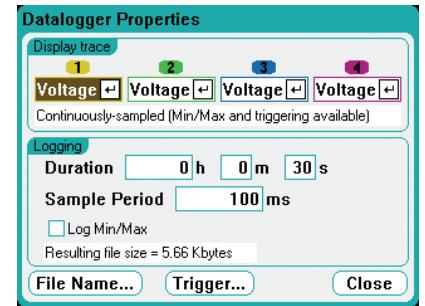 Datalogger Properties
Display trace
1 2 3 4
Voltage ↵ Voltage ↵ Voltage ↵ Voltage ↵
Continuously-sampled (Min/Max and triggering available)
Logging
Duration 0 h 0 m 30 s
Sample Period 100 ms
Log Min/Max
Resulting file size = 5.66 Kbytes
File Name... Trigger... Close